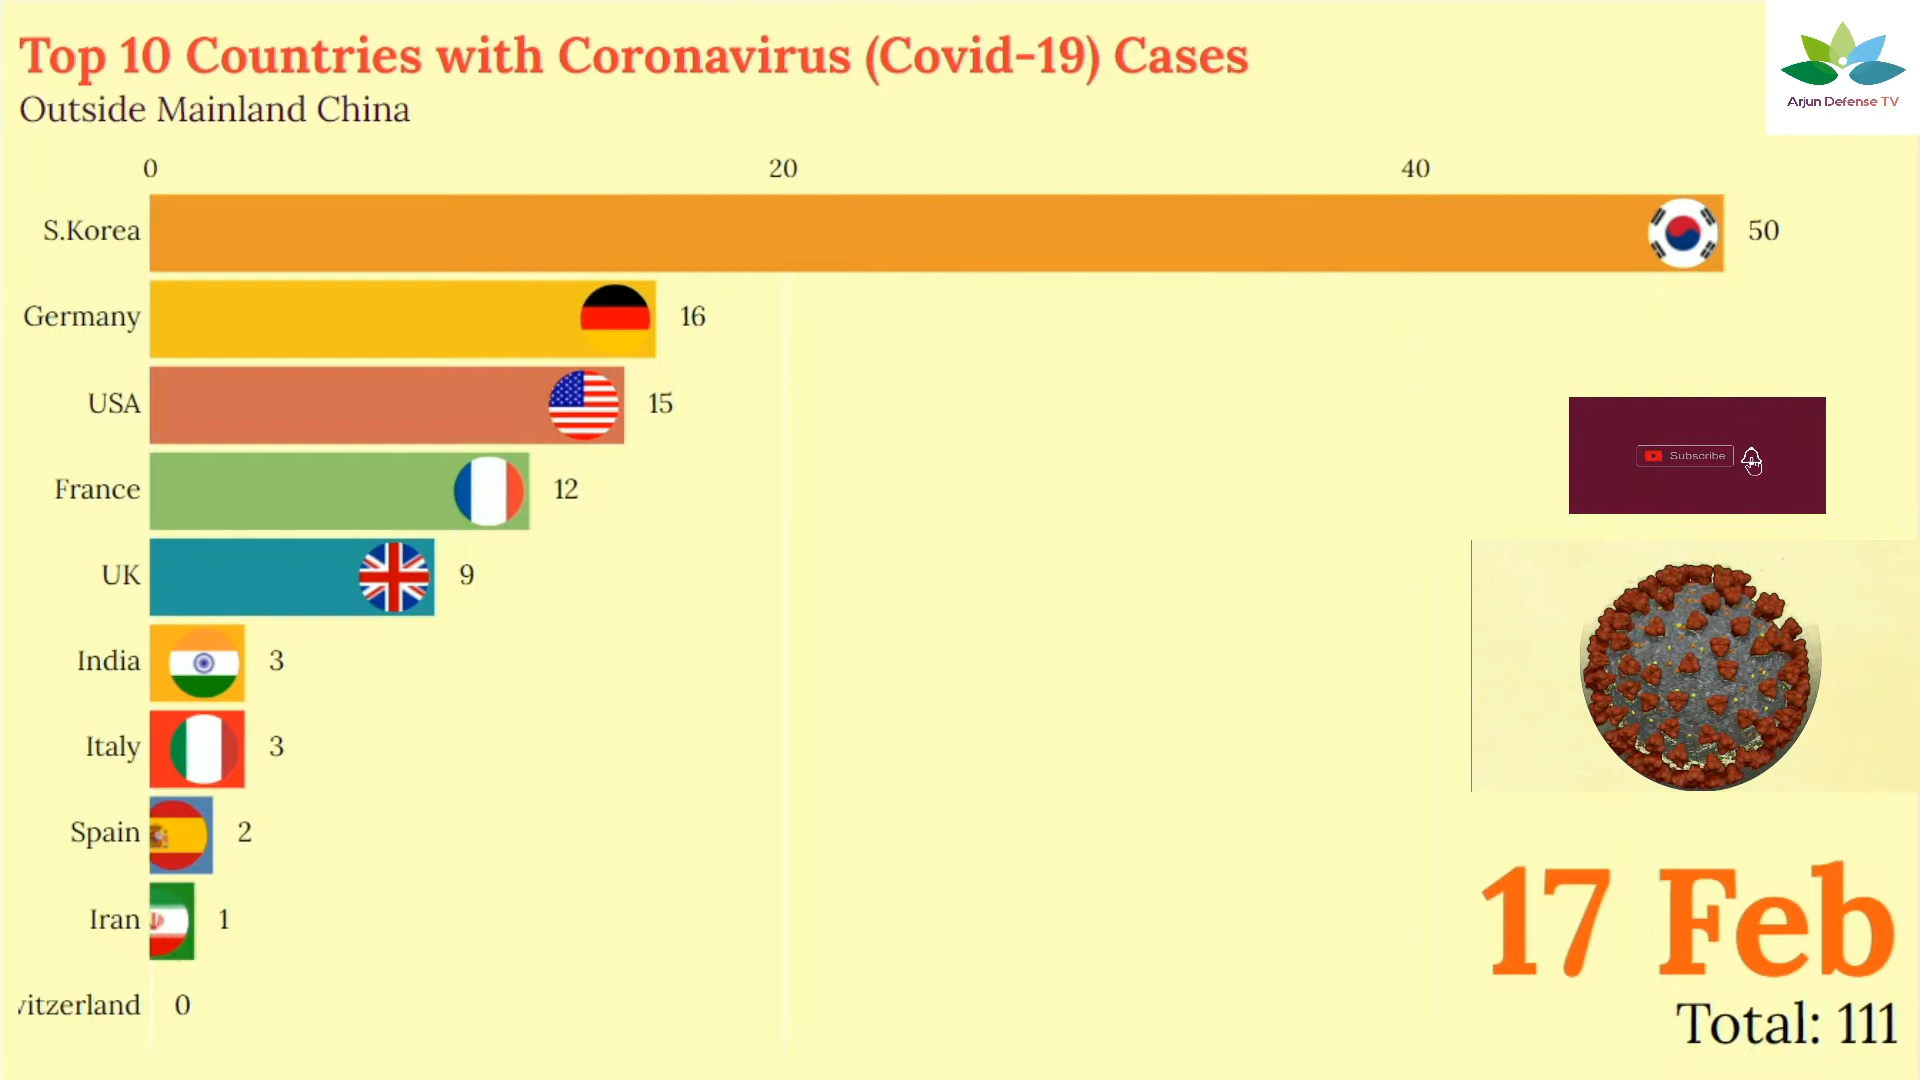 Top 10 Countries with Coronavirus (Covid-19) Cases
Outside Mainland China
Arjun Defense TV
0 20 40
S.Korea 50
Germany 16
USA 15
France 12
UK 9
India 3
Italy 3
Spain 2
Iran 1
vitzerland 0
Subscribe
17 Feb
Total: 111